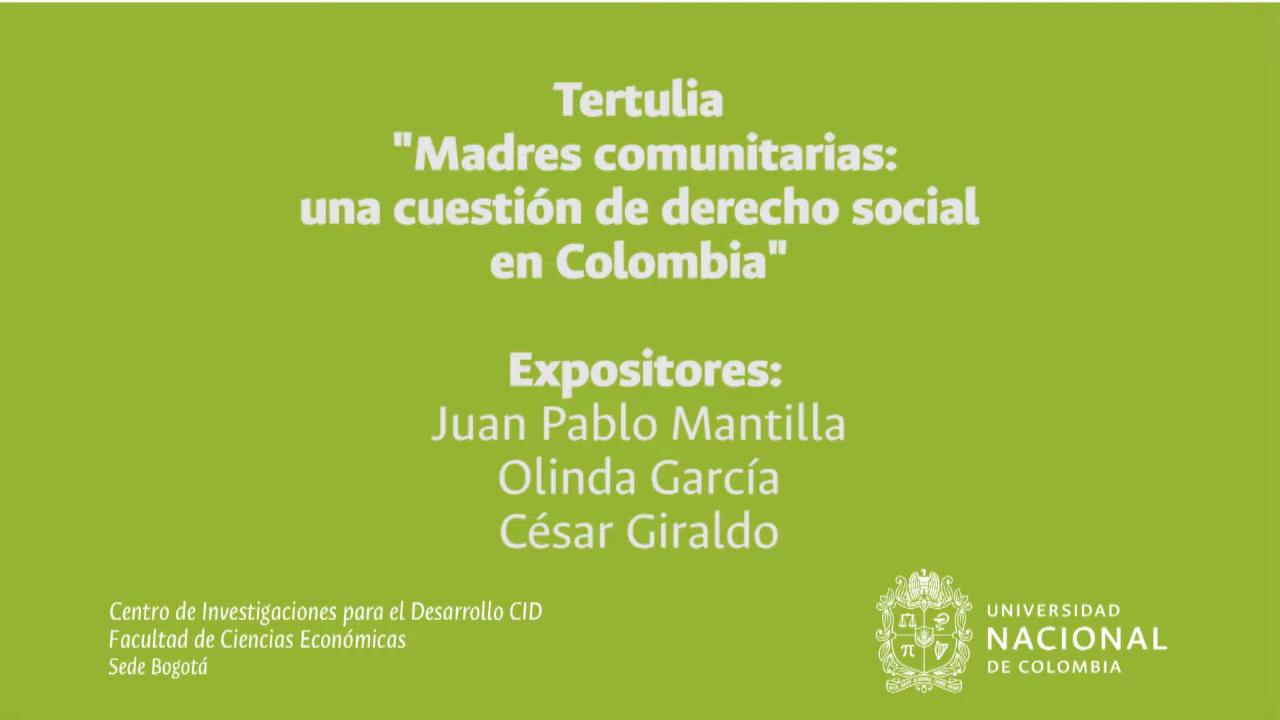 Tertulia
"Madres comunitarias:
una cuestión de derecho social
en Colombia"
Expositores:
Juan Pablo Mantilla
Olinda García
César Giraldo
Centro de Investigaciones para el Desarrollo CID
Facultad de Ciencias Económicas
Sede Bogotá
UNIVERSIDAD
NACIONAL
DE COLOMBIA